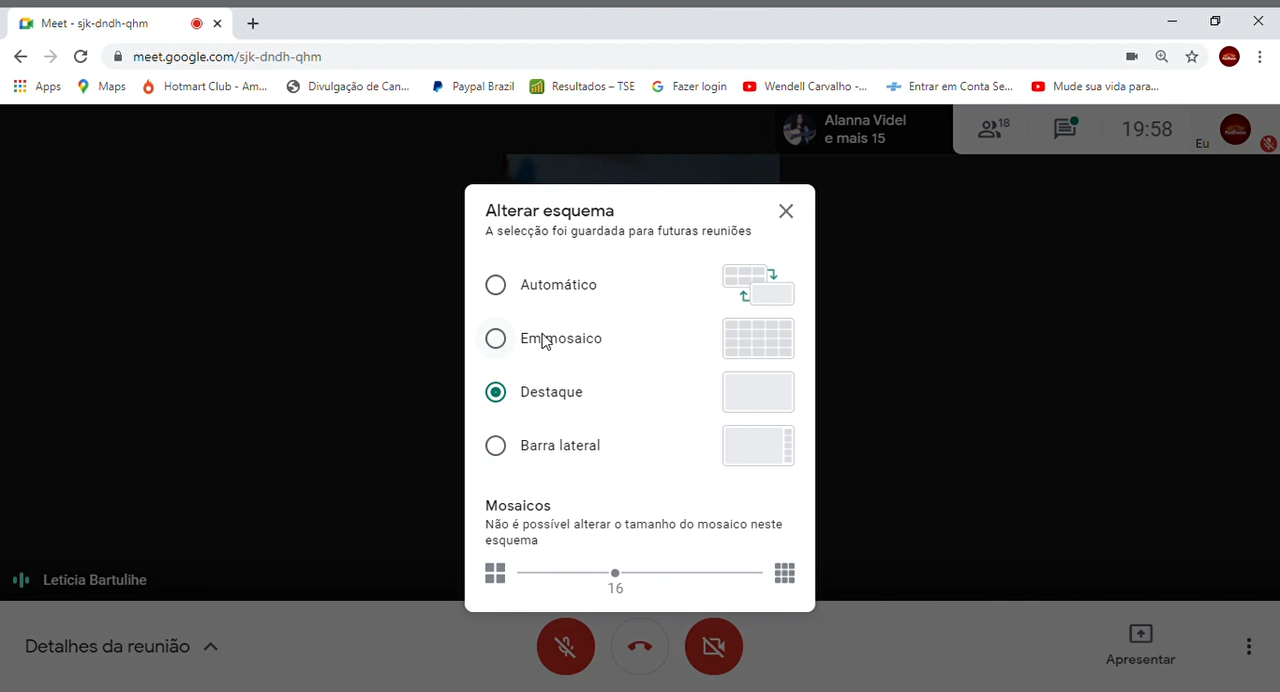 Meet - sjk-dndh-qhm
meet.google.com/sjk-dndh-qhm
Apps Maps Hotmart Club - Am... Divulgação de Can... Paypal Brazil Resultados – TSE Fazer login Wendell Carvalho -... Entrar em Conta Se... Mude sua vida para...
Alanna Videl
e mais 15
18
19:58
Eu
Alterar esquema
A selecção foi guardada para futuras reuniões
Automático
Em mosaico
Destaque
Barra lateral
Mosaicos
Não é possível alterar o tamanho do mosaico neste
esquema
16
Letícia Bartulihe
Detalhes da reunião
Apresentar